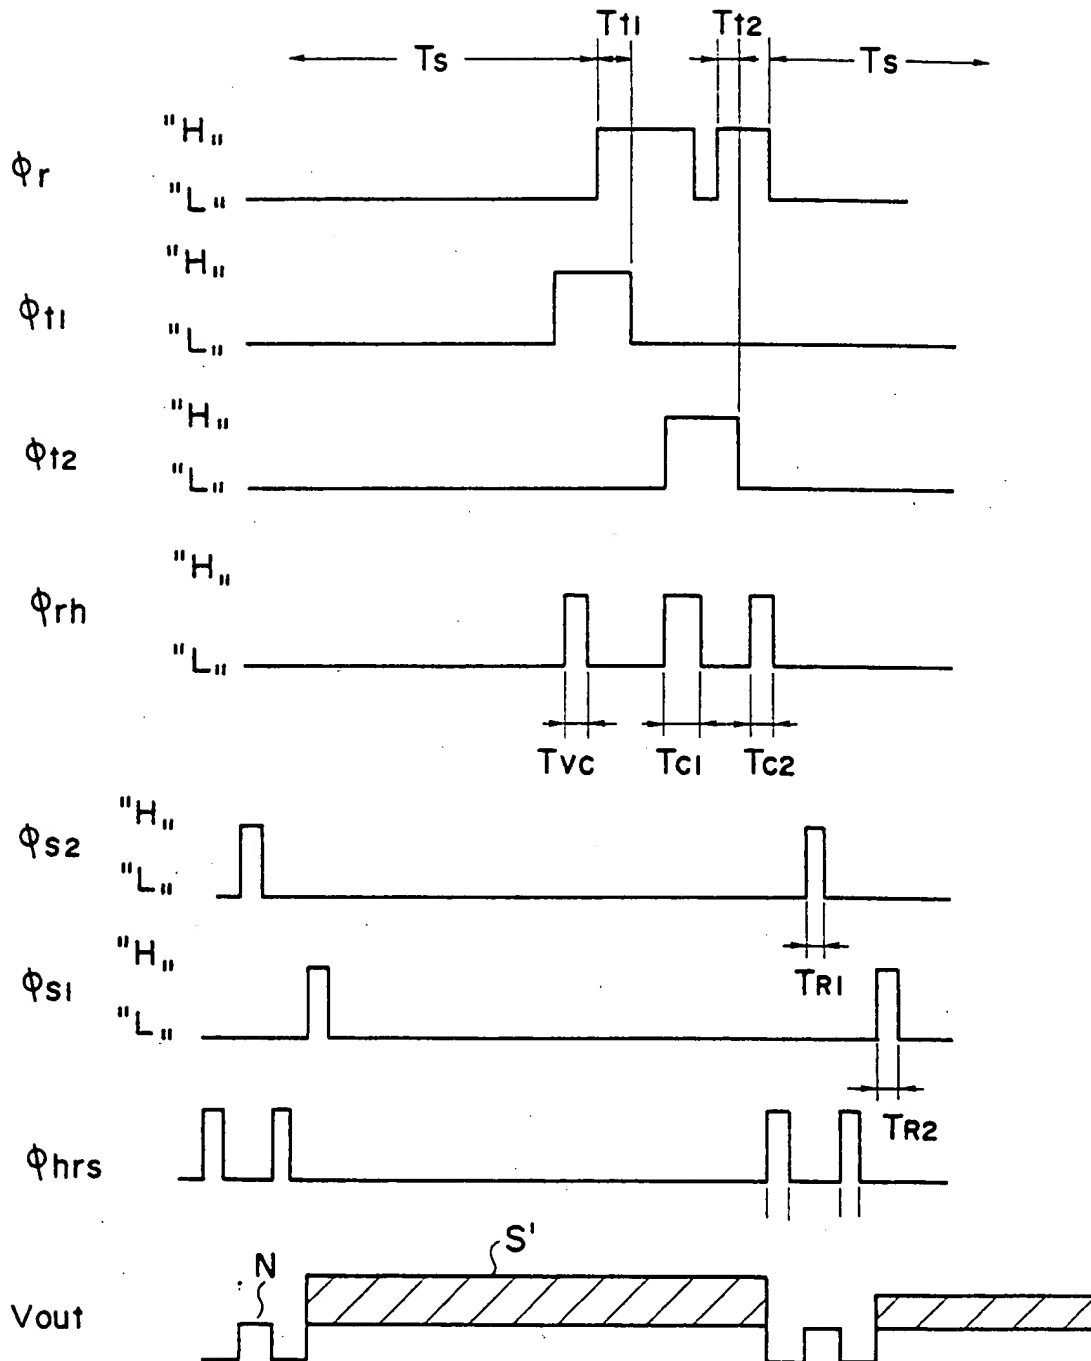 Tt1 Tt2
Ts Ts
"H"
ϕr
"L"
"H"
ϕt1
"L"
"H"
ϕt2
"L"
"H"
ϕrh
"L"
Tvc Tc1 Tc2
"H"
ϕs2
"L"
"H"
TR1
ϕs1
"L"
TR2
ϕhrs
S'
N
Vout